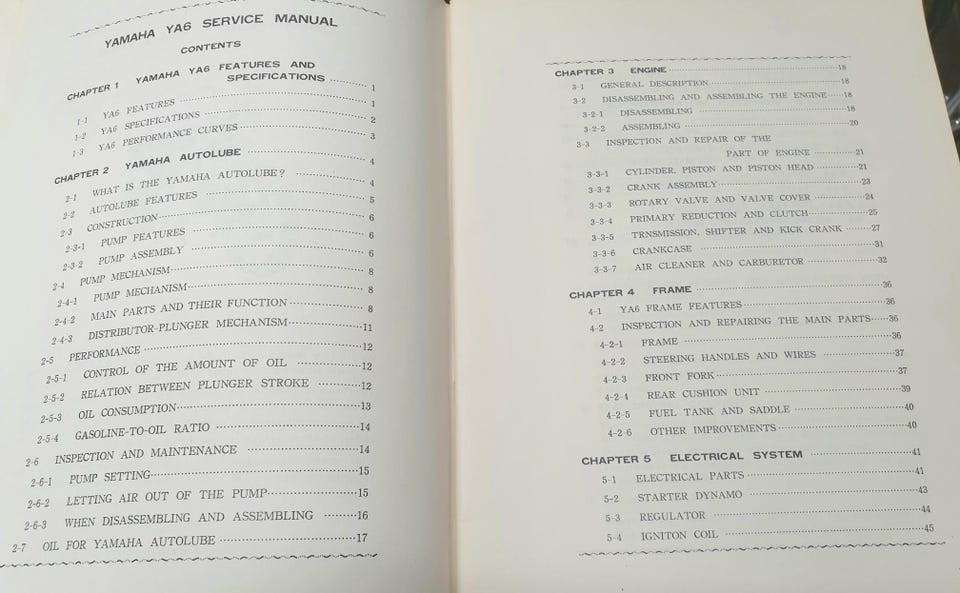 YAMAHA YA6 SERVICE MANUAL
CONTENTS
CHAPTER 1 YAMAHA YA6 FEATURES AND
SPECIFICATIONS ………… 1
1-1 YA6 FEATURES ………… 1
1-2 YA6 SPECIFICATIONS ………… 2
1-3 YA6 PERFORMANCE CURVES ………… 3
CHAPTER 2 YAMAHA AUTOLUBE ………… 4
2-1 WHAT IS THE YAMAHA AUTOLUBE? ………… 4
2-2 AUTOLUBE FEATURES ………… 5
2-3 CONSTRUCTION ………… 6
2-3-1 PUMP FEATURES ………… 6
2-3-2 PUMP ASSEMBLY ………… 6
2-4 PUMP MECHANISM ………… 8
2-4-1 PUMP MECHANISM ………… 8
2-4-2 MAIN PARTS AND THEIR FUNCTION ………… 8
2-4-3 DISTRIBUTOR-PLUNGER MECHANISM ………… 11
2-5 PERFORMANCE ………… 12
2-5-1 CONTROL OF THE AMOUNT OF OIL ………… 12
2-5-2 RELATION BETWEEN PLUNGER STROKE ………… 12
2-5-3 OIL CONSUMPTION ………… 13
2-5-4 GASOLINE-TO-OIL RATIO ………… 14
2-6 INSPECTION AND MAINTENANCE ………… 14
2-6-1 PUMP SETTING ………… 15
2-6-2 LETTING AIR OUT OF THE PUMP ………… 15
2-6-3 WHEN DISASSEMBLING AND ASSEMBLING ………… 16
2-7 OIL FOR YAMAHA AUTOLUBE ………… 17
CHAPTER 3 ENGINE ………… 18
3-1 GENERAL DESCRIPTION ………… 18
3-2 DISASSEMBLING AND ASSEMBLING THE ENGINE ……18
3-2-1 DISASSEMBLING ………… 18
3-2-2 ASSEMBLING ………… 20
3-3 INSPECTION AND REPAIR OF THE
PART OF ENGINE ………… 21
3-3-1 CYLINDER, PISTON AND PISTON HEAD ………… 21
3-3-2 CRANK ASSEMBLY ………… 23
3-3-3 ROTARY VALVE AND VALVE COVER ………… 24
3-3-4 PRIMARY REDUCTION AND CLUTCH ………… 25
3-3-5 TRNSMISSION, SHIFTER AND KICK CRANK ………… 27
3-3-6 CRANKCASE ………… 31
3-3-7 AIR CLEANER AND CARBURETOR ………… 32
CHAPTER 4 FRAME ………… 36
4-1 YA6 FRAME FEATURES ………… 36
4-2 INSPECTION AND REPAIRING THE MAIN PARTS ……36
4-2-1 FRAME ………… 36
4-2-2 STEERING HANDLES AND WIRES ………… 37
4-2-3 FRONT FORK ………… 37
4-2-4 REAR CUSHION UNIT ………… 39
4-2-5 FUEL TANK AND SADDLE ………… 40
4-2-6 OTHER IMPROVEMENTS ………… 40
CHAPTER 5 ELECTRICAL SYSTEM ………… 41
5-1 ELECTRICAL PARTS ………… 41
5-2 STARTER DYNAMO ………… 43
5-3 REGULATOR ………… 44
5-4 IGNITON COIL ………… 45